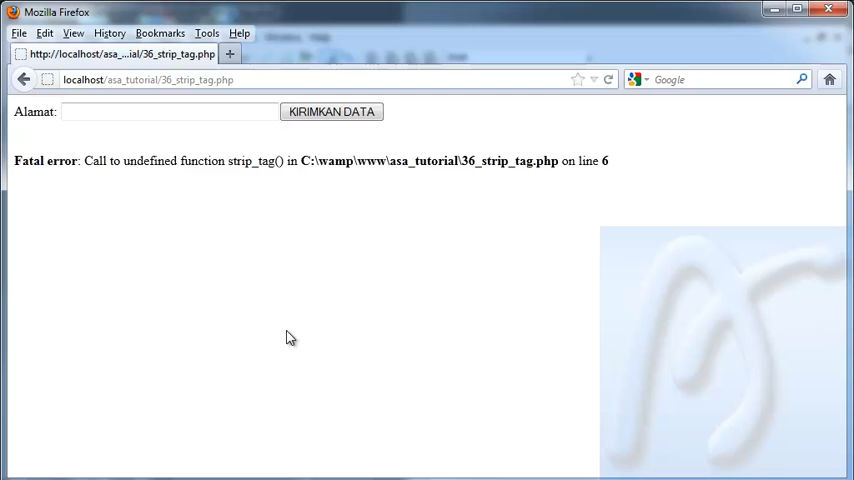 Mozilla Firefox
File Edit View History Bookmarks Tools Help
http://localhost/asa_...ial/36_strip_tag.php
localhost/asa_tutorial/36_strip_tag.php
Google
Alamat:
KIRIMKAN DATA
Fatal error: Call to undefined function strip_tag() in C:\wamp\www\asa_tutorial\36_strip_tag.php on line 6